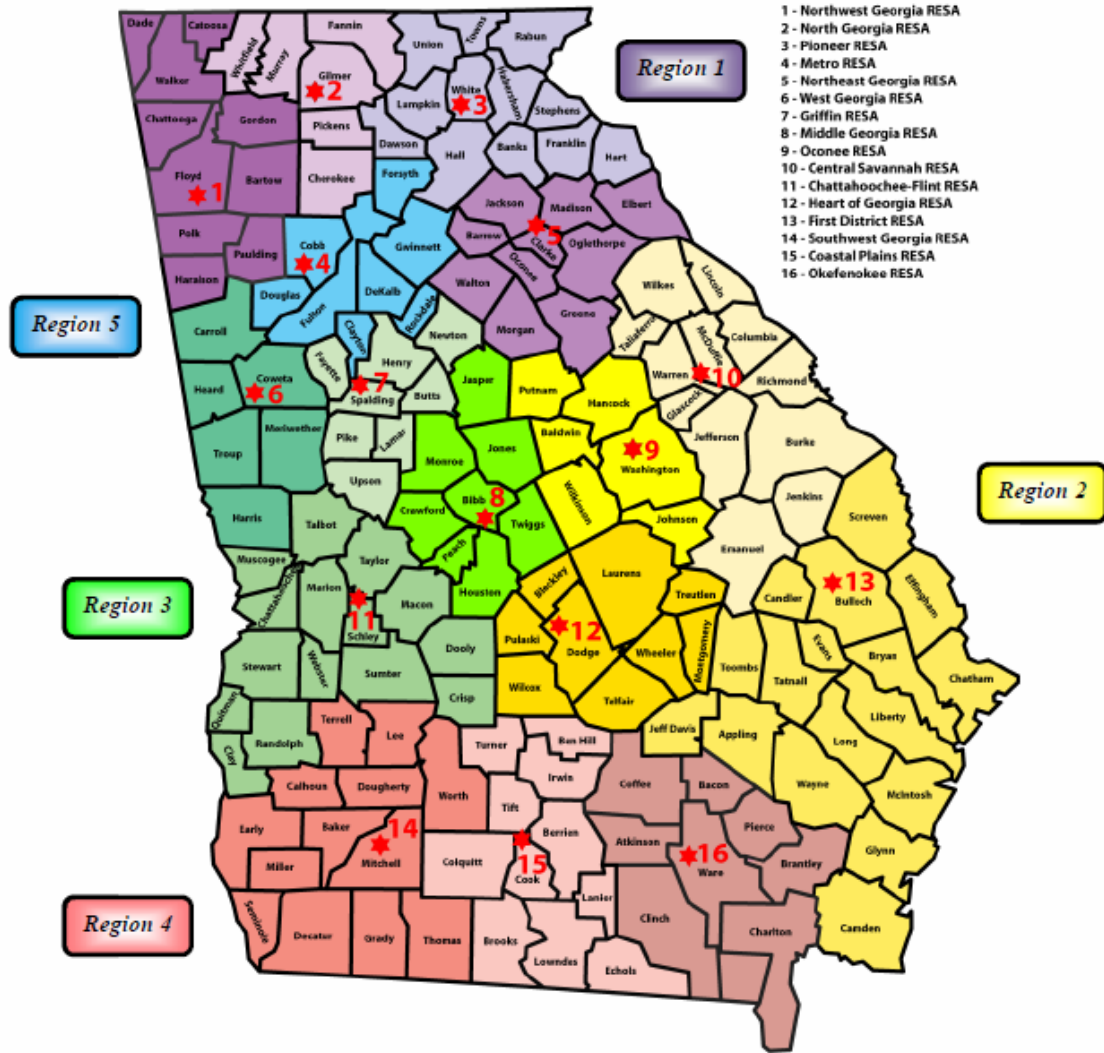 1 - Northwest Georgia RESA
2 - North Georgia RESA
3 - Pioneer RESA
4 - Metro RESA
5 - Northeast Georgia RESA
6 - West Georgia RESA
7 - Griffin RESA
8 - Middle Georgia RESA
9 - Oconee RESA
10 - Central Savannah RESA
11 - Chattahoochee-Flint RESA
12 - Heart of Georgia RESA
13 - First District RESA
14 - Southwest Georgia RESA
15 - Coastal Plains RESA
16 - Okefenokee RESA
Region 1
Region 5
Region 2
Region 3
Region 4
Dade
Catoosa
Walker
Whitfield
Murray
Fannin
Gilmer
2
Union
Towns
Rabun
White
3
Habersham
Lumpkin
Stephens
Chattooga
Gordon
Pickens
Dawson
Hall
Banks
Franklin
Hart
Floyd
1
Bartow
Cherokee
Forsyth
Jackson
Madison
Elbert
5
Clarke
Barrow
Oglethorpe
Oconee
Polk
Paulding
Cobb
4
Gwinnett
Walton
Haralson
Douglas
Fulton
DeKalb
Rockdale
Clayton
Newton
Morgan
Greene
Wilkes
Lincoln
Taliaferro
McDuffie
Columbia
Warren
10
Richmond
Glascock
Carroll
Heard
Coweta
6
Fayette
Henry
7
Spalding
Butts
Jasper
Putnam
Hancock
Troup
Meriwether
Pike
Lamar
Monroe
Jones
Baldwin
9
Washington
Jefferson
Burke
Upson
Bibb
8
Crawford
Twiggs
Wilkinson
Johnson
Jenkins
Screven
Harris
Talbot
Peach
Emanuel
Muscogee
Chattahoochee
Marion
Taylor
Macon
Houston
Bleckley
Laurens
Treutlen
Candler
13
Bulloch
Effingham
11
Schley
Dooly
Pulaski
12
Dodge
Wheeler
Montgomery
Toombs
Evans
Bryan
Chatham
Stewart
Webster
Sumter
Crisp
Wilcox
Telfair
Tatnall
Liberty
Quitman
Randolph
Clay
Terrell
Lee
Turner
Ben Hill
Jeff Davis
Appling
Long
Wayne
McIntosh
Calhoun
Dougherty
Worth
Irwin
Tift
Coffee
Bacon
Early
Baker
14
Mitchell
Berrien
Atkinson
Pierce
Brantley
Glynn
Miller
Colquitt
15
Cook
16
Ware
Lanier
Clinch
Charlton
Camden
Seminole
Decatur
Grady
Thomas
Brooks
Lowndes
Echols